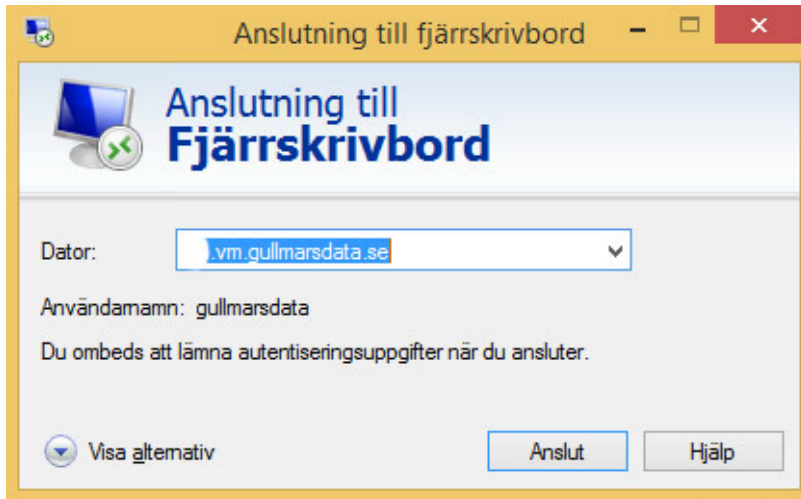 Anslutning till fjärrskrivbord
Anslutning till
Fjärrskrivbord
Dator: .vm.gullmarsdata.se
Användarnamn: gullmarsdata
Du ombeds att lämna autentiseringsuppgifter när du ansluter.
Visa alternativ Anslut Hjälp